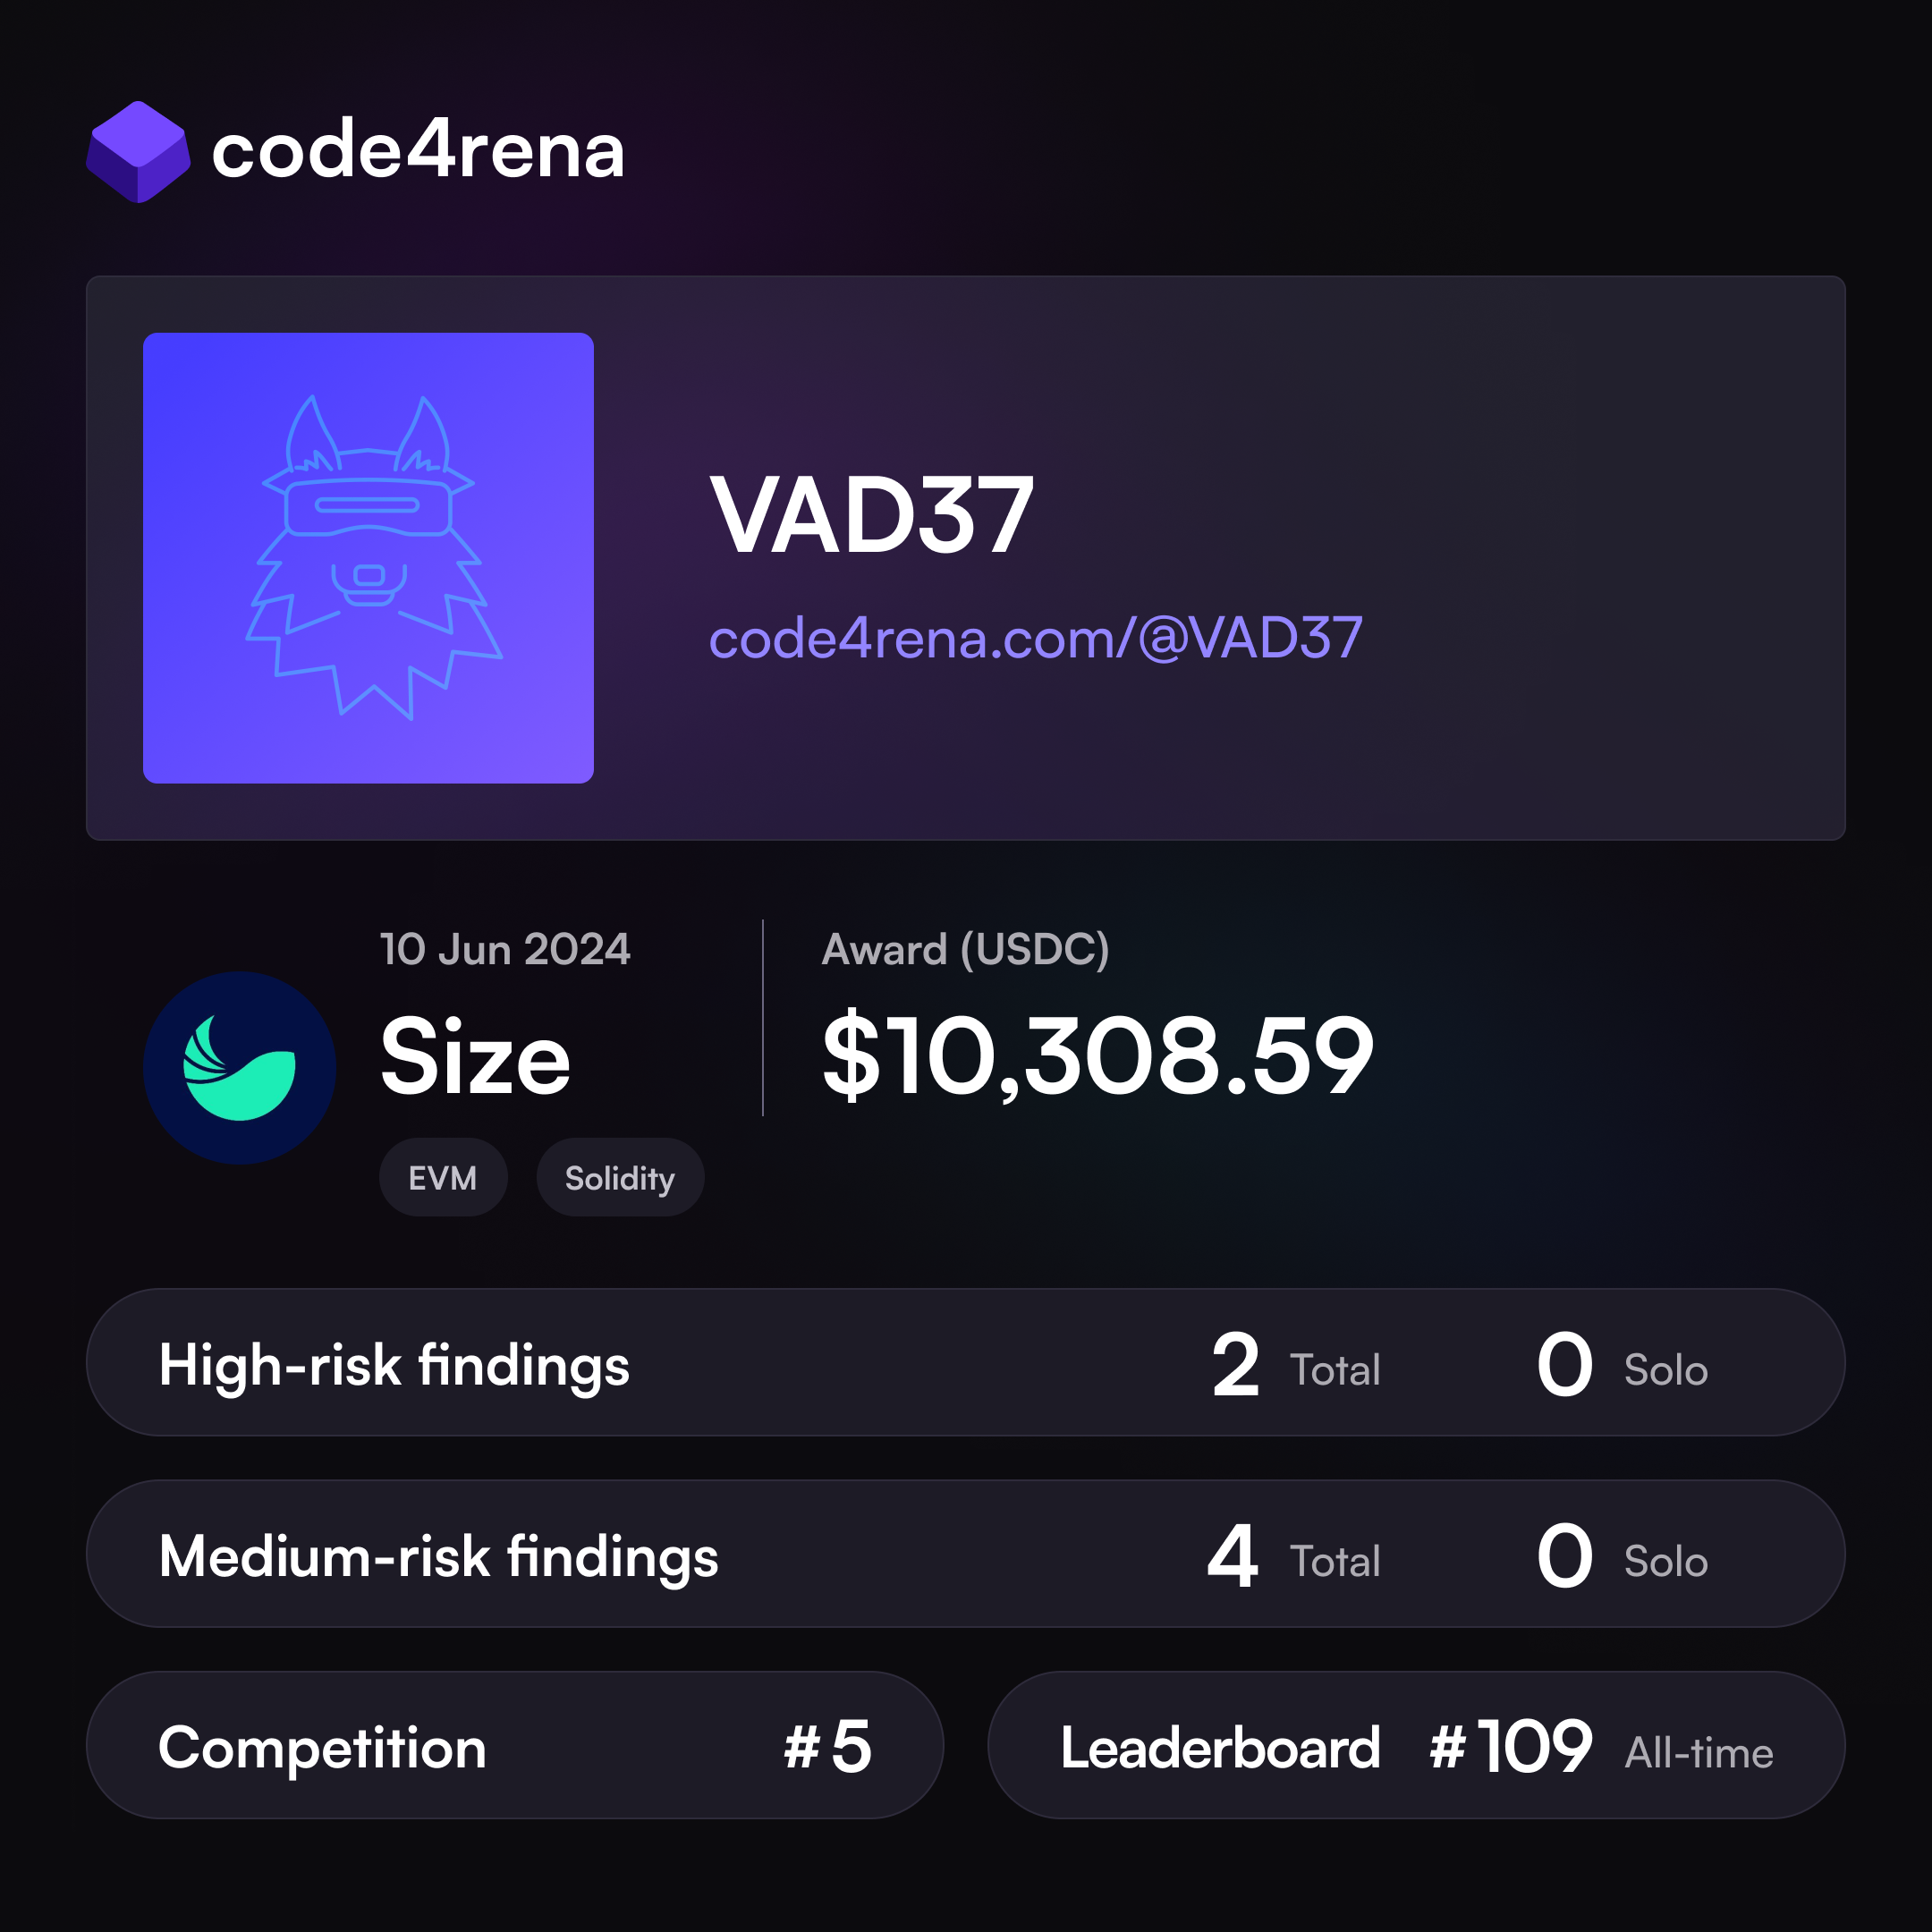 code4rena
VAD37
code4rena.com/@VAD37
10 Jun 2024
Size
EVM Solidity
Award (USDC)
$10,308.59
High-risk findings 2 Total 0 Solo
Medium-risk findings 4 Total 0 Solo
Competition #5
Leaderboard #109 All-time